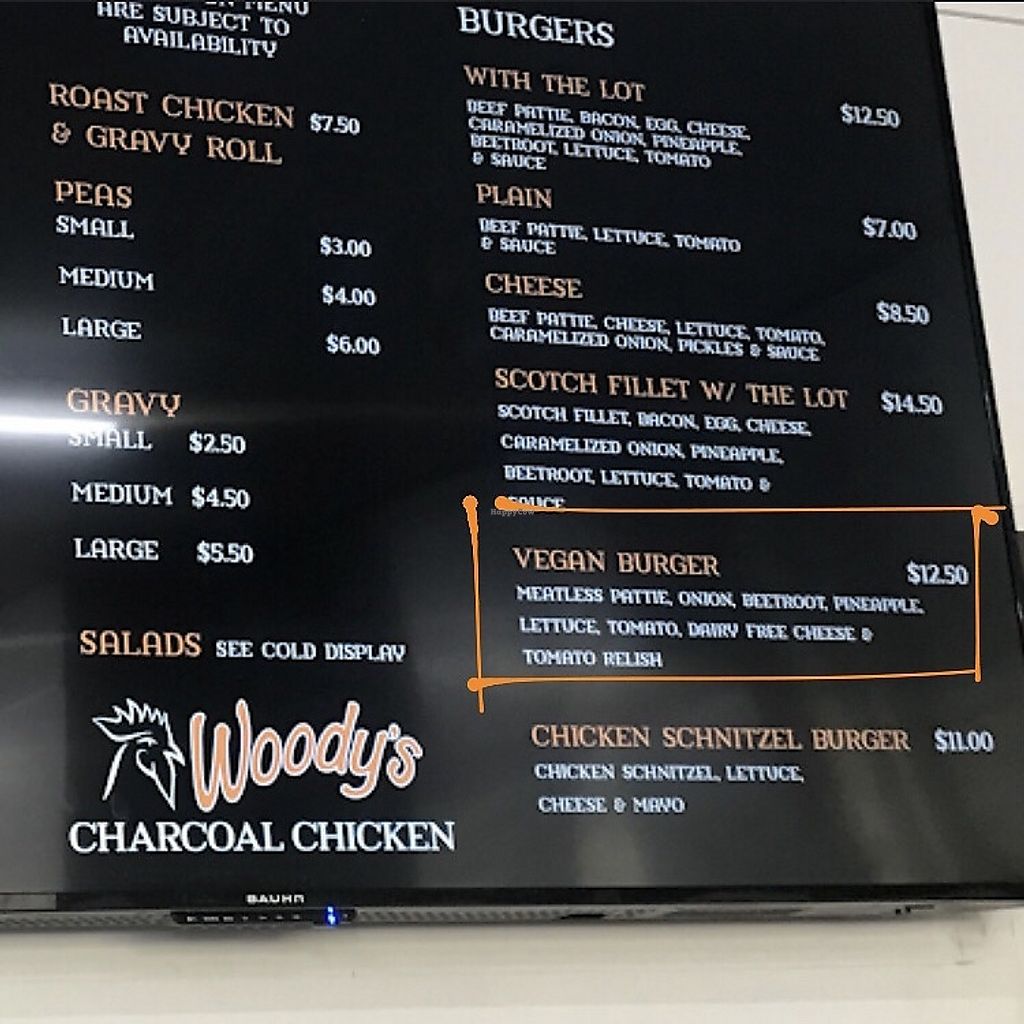 ARE SUBJECT TO
AVAILABILITY
ROAST CHICKEN $7.50
& GRAVY ROLL
PEAS
SMALL $3.00
MEDIUM $4.00
LARGE $6.00
GRAVY
SMALL $2.50
MEDIUM $4.50
LARGE $5.50
SALADS SEE COLD DISPLAY
Woody's
CHARCOAL CHICKEN
BURGERS
WITH THE LOT $12.50
BEEF PATTIE, BACON, EGG, CHEESE,
CARAMELIZED ONION, PINEAPPLE,
BEETROOT, LETTUCE, TOMATO
& SAUCE
PLAIN $7.00
BEEF PATTIE, LETTUCE, TOMATO
& SAUCE
CHEESE $8.50
BEEF PATTIE, CHEESE, LETTUCE, TOMATO,
CARAMELIZED ONION, PICKLES & SAUCE
SCOTCH FILLET W/ THE LOT $14.50
SCOTCH FILLET, BACON, EGG, CHEESE,
CARAMELIZED ONION, PINEAPPLE,
BEETROOT, LETTUCE, TOMATO &
SAUCE
HappyCow
VEGAN BURGER $12.50
MEATLESS PATTIE, ONION, BEETROOT, PINEAPPLE,
LETTUCE, TOMATO, DAIRY FREE CHEESE &
TOMATO RELISH
CHICKEN SCHNITZEL BURGER $11.00
CHICKEN SCHNITZEL, LETTUCE,
CHEESE & MAYO
BAUHN